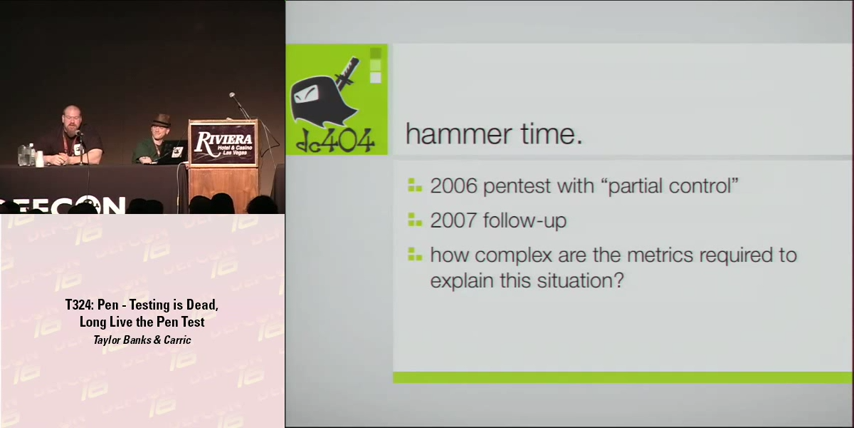 RIVIERA
Hotel & Casino
Las Vegas
DEFCON
T324: Pen - Testing is Dead,
Long Live the Pen Test
Taylor Banks & Carric
dc404
hammer time.
2006 pentest with “partial control”
2007 follow-up
how complex are the metrics required to
explain this situation?